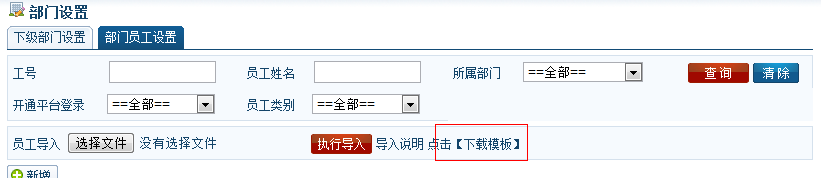 部门设置
下级部门设置 部门员工设置
工号 员工姓名 所属部门 ==全部== 查询 清除
开通平台登录 ==全部== 员工类别 ==全部==
员工导入 选择文件 没有选择文件 执行导入 导入说明 点击【下载模板】
新增